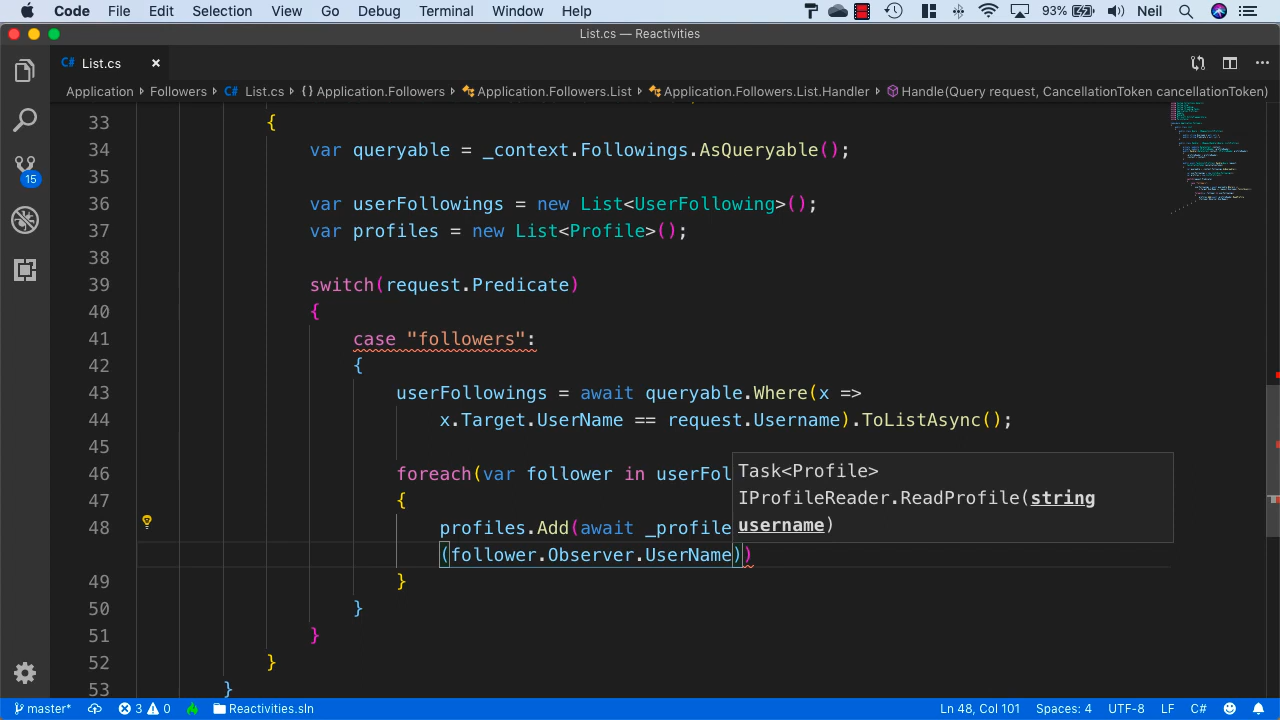 Code File Edit Selection View Go Debug Terminal Window Help 93% Neil
List.cs — Reactivities
C# List.cs ×
Application › Followers › C# List.cs › {} Application.Followers › Application.Followers.List › Application.Followers.List.Handler › Handle(Query request, CancellationToken cancellationToken)
33 {
34 var queryable = _context.Followings.AsQueryable();
35
36 var userFollowings = new List<UserFollowing>();
37 var profiles = new List<Profile>();
38
39 switch(request.Predicate)
40 {
41 case "followers":
42 {
43 userFollowings = await queryable.Where(x =>
44 x.Target.UserName == request.Username).ToListAsync();
45
46 foreach(var follower in userFol
Task<Profile>
IProfileReader.ReadProfile(string
username)
47 {
48 profiles.Add(await _profile
(follower.Observer.UserName))
49 }
50 }
51 }
52 }
53 }
15
master* 3 0 Reactivities.sln Ln 48, Col 101 Spaces: 4 UTF-8 LF C#